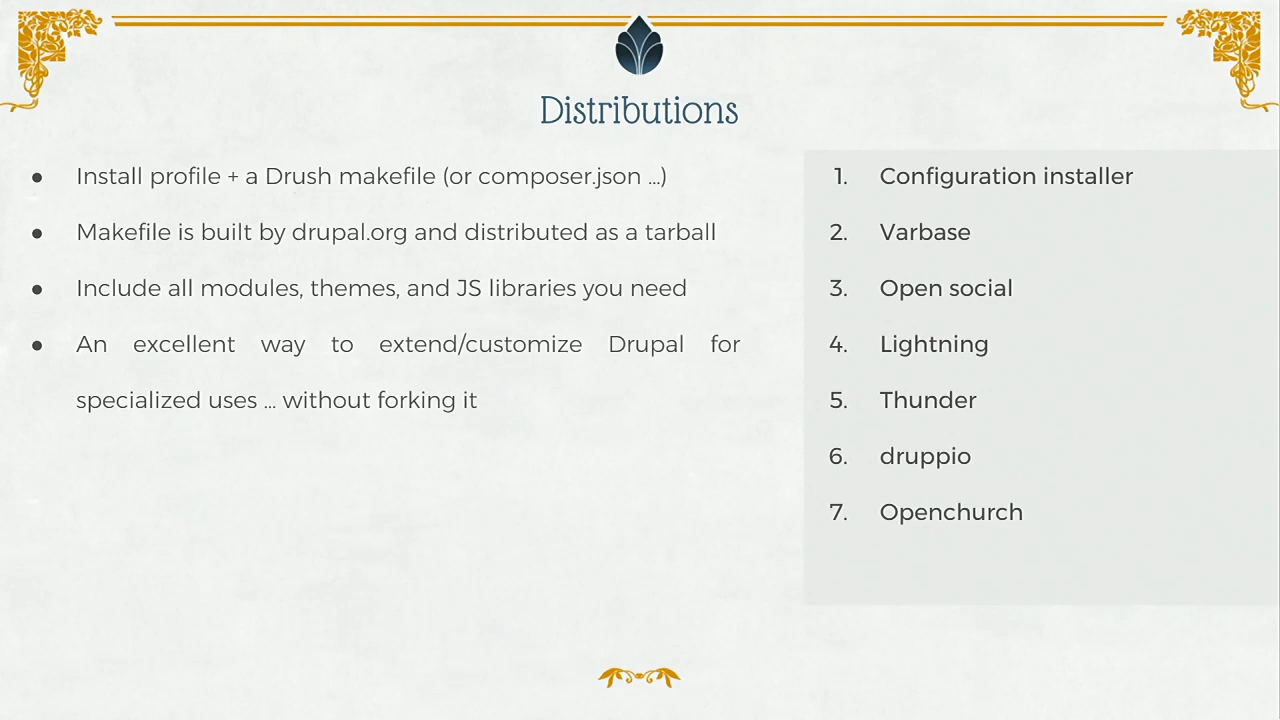 Distributions
● Install profile + a Drush makefile (or composer.json ...)
● Makefile is built by drupal.org and distributed as a tarball
● Include all modules, themes, and JS libraries you need
● An excellent way to extend/customize Drupal for
specialized uses ... without forking it
1. Configuration installer
2. Varbase
3. Open social
4. Lightning
5. Thunder
6. druppio
7. Openchurch